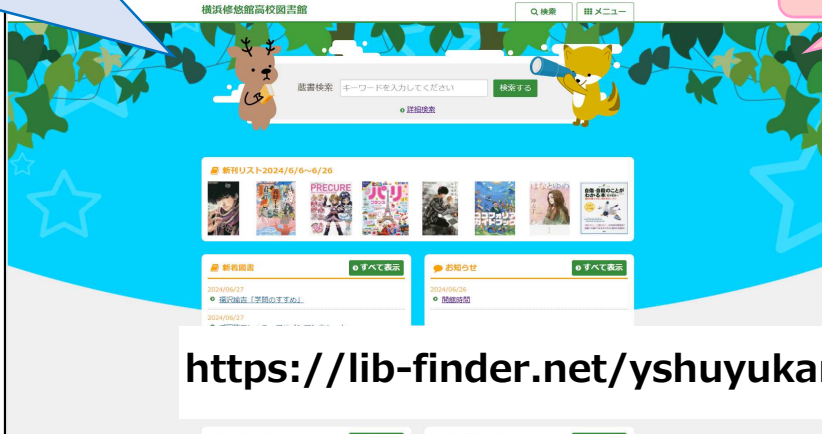 横浜修悠館高校図書館
検索
メニュー
蔵書検索
キーワードを入力してください
検索する
詳細検索
新刊リスト2024/6/6～6/26
PRECURE
パリ
はなとゆめ
新着図書
すべて表示
お知らせ
すべて表示
2024/06/27
福沢諭吉「学問のすすめ」
2024/06/26
開館時間
2024/06/27
https://lib-finder.net/yshuyukan